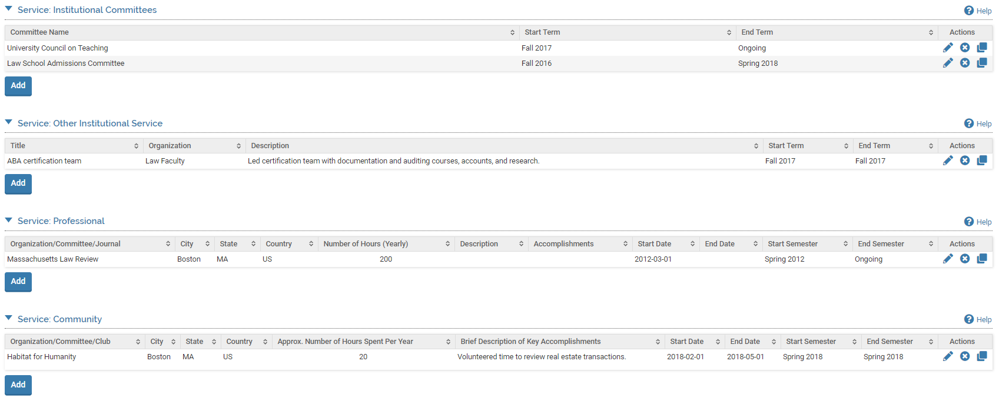 Service: Institutional Committees
Help
Committee Name Start Term End Term Actions
University Council on Teaching Fall 2017 Ongoing
Law School Admissions Committee Fall 2016 Spring 2018
Add
Service: Other Institutional Service
Help
Title Organization Description Start Term End Term Actions
ABA certification team Law Faculty Led certification team with documentation and auditing courses, accounts, and research. Fall 2017 Fall 2017
Add
Service: Professional
Help
Organization/Committee/Journal City State Country Number of Hours (Yearly) Description Accomplishments Start Date End Date Start Semester End Semester Actions
Massachusetts Law Review Boston MA US 200 2012-03-01 Spring 2012 Ongoing
Add
Service: Community
Help
Organization/Committee/Club City State Country Approx. Number of Hours Spent Per Year Brief Description of Key Accomplishments Start Date End Date Start Semester End Semester Actions
Habitat for Humanity Boston MA US 20 Volunteered time to review real estate transactions. 2018-02-01 2018-05-01 Spring 2018 Spring 2018
Add